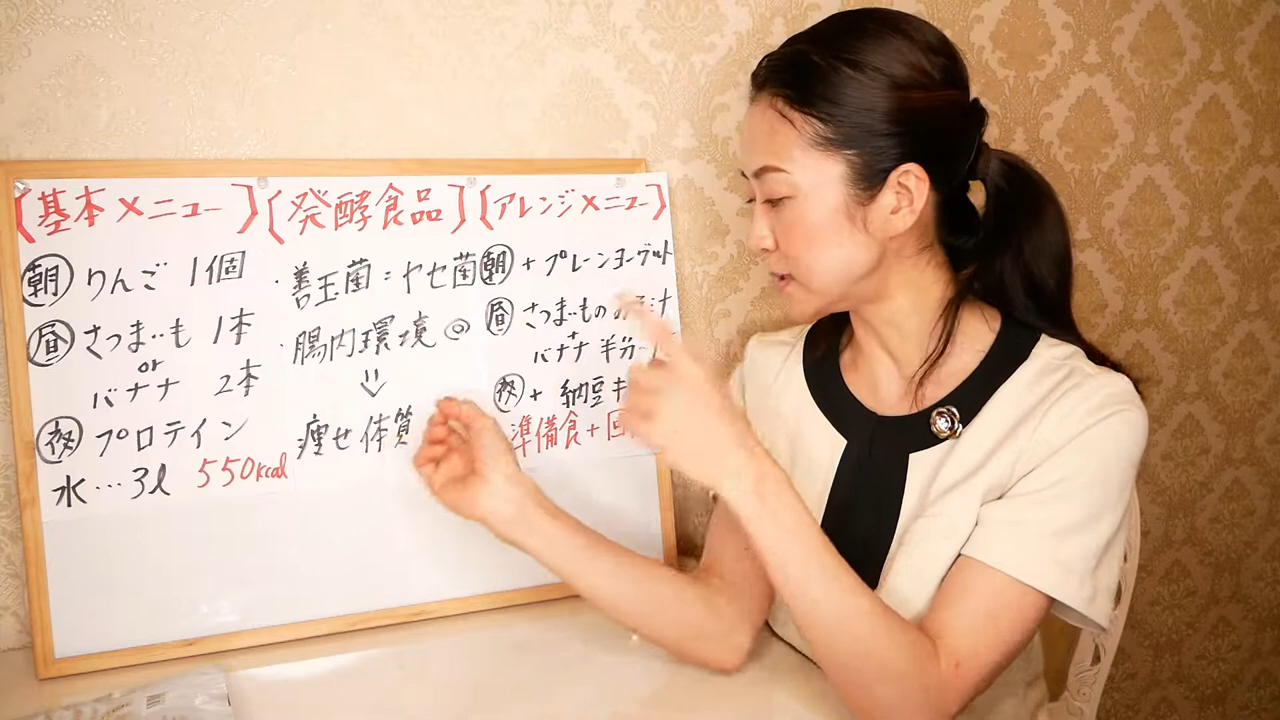 【基本メニュー】
朝 りんご 1個
昼 さつまいも 1本
or
バナナ 2本
夜 プロテイン
水…3ℓ 550kcal
【発酵食品】
・善玉菌=ヤセ菌
・腸内環境◎
⇓
痩せ体質
【アレンジメニュー】
朝 + プレーンヨーグルト
昼 さつまいもの
+
バナナ 半分
夜 + 納豆キ
準備食+回